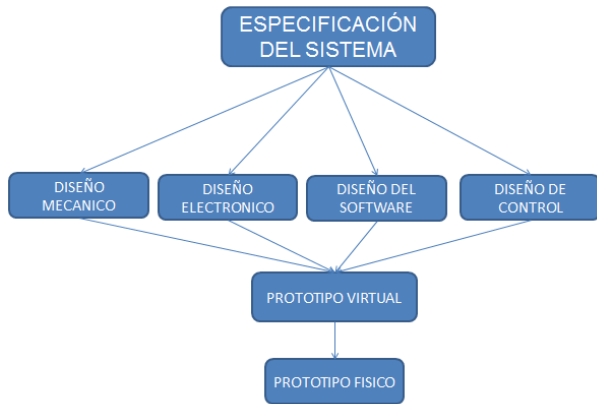 ESPECIFICACIÓN
DEL SISTEMA
DISEÑO
MECANICO
DISEÑO
ELECTRONICO
DISEÑO DEL
SOFTWARE
DISEÑO DE
CONTROL
PROTOTIPO VIRTUAL
PROTOTIPO FISICO